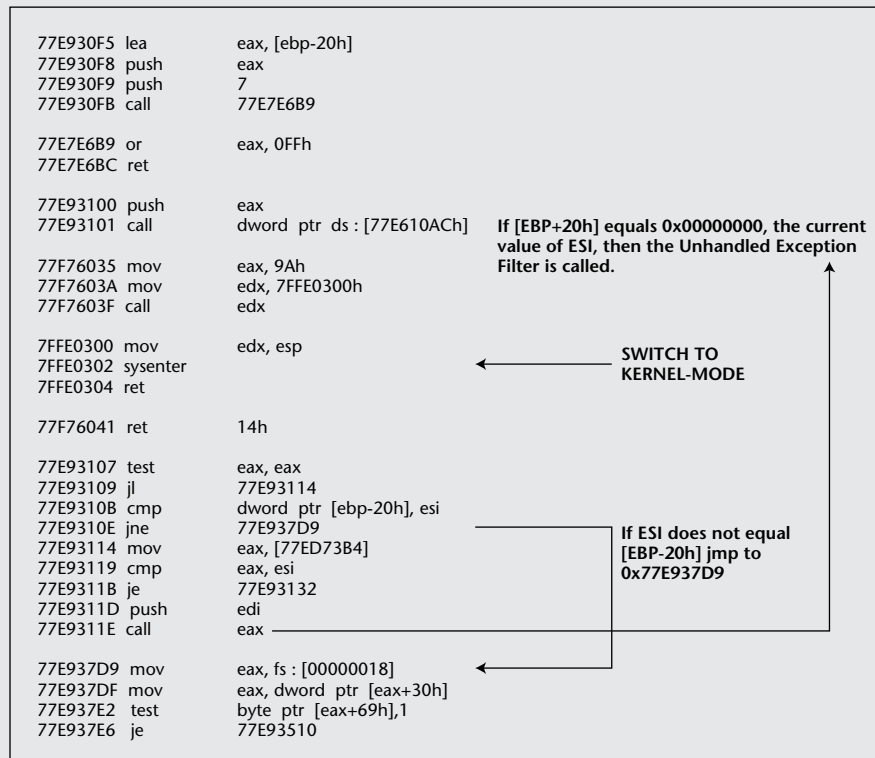 77E930F5 lea eax, [ebp-20h]
77E930F8 push eax
77E930F9 push 7
77E930FB call 77E7E6B9
77E7E6B9 or eax, 0FFh
77E7E6BC ret
77E93100 push eax
77E93101 call dword ptr ds : [77E610ACh]
If [EBP+20h] equals 0x00000000, the current
value of ESI, then the Unhandled Exception
Filter is called.
77F76035 mov eax, 9Ah
77F7603A mov edx, 7FFE0300h
77F7603F call edx
7FFE0300 mov edx, esp
7FFE0302 sysenter
7FFE0304 ret
SWITCH TO
KERNEL-MODE
77F76041 ret 14h
77E93107 test eax, eax
77E93109 jl 77E93114
77E9310B cmp dword ptr [ebp-20h], esi
77E9310E jne 77E937D9
77E93114 mov eax, [77ED73B4]
77E93119 cmp eax, esi
77E9311B je 77E93132
77E9311D push edi
77E9311E call eax
If ESI does not equal
[EBP-20h] jmp to
0x77E937D9
77E937D9 mov eax, fs : [00000018]
77E937DF mov eax, dword ptr [eax+30h]
77E937E2 test byte ptr [eax+69h],1
77E937E6 je 77E93510